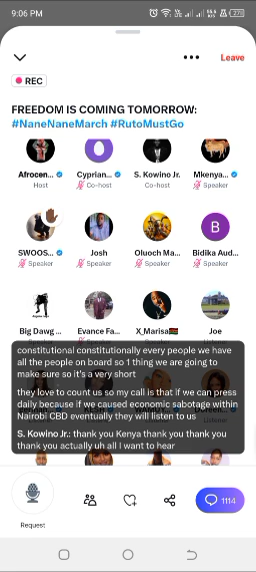 9:06 PM
Leave
REC
FREEDOM IS COMING TOMORROW:
#NaneNaneMarch #RutoMustGo
Afrocen... Cyprian... S. Kowino Jr. Mkenya...
Host Co-host Co-host Speaker
SWOOS... Josh Oluoch Ma... Bidika Aud...
Speaker Speaker Speaker Speaker
B
Big Dawg ... Evance Fa... X_Marisa🇰🇪 Joe
constitutional constitutionally every people we have
all the people on board so 1 thing we are going to
make sure so it's a very short
they love to count us so my call is that if we can press
daily because if we caused economic sabotage within
Nairobi CBD eventually they will listen to us
S. Kowino Jr.: thank you Kenya thank you thank you
thank you actually uh all I want to hear
1114
Request